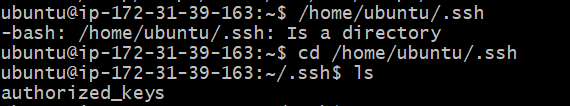 ubuntu@ip-172-31-39-163:~$ /home/ubuntu/.ssh
-bash: /home/ubuntu/.ssh: Is a directory
ubuntu@ip-172-31-39-163:~$ cd /home/ubuntu/.ssh
ubuntu@ip-172-31-39-163:~/.ssh$ ls
authorized_keys